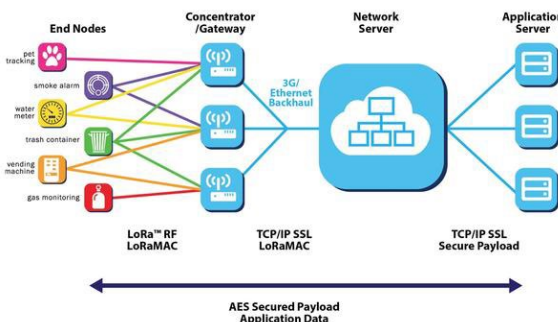 End Nodes
Concentrator
/Gateway
Network
Server
Application
Server
pet
tracking
smoke alarm
water
meter
trash container
vending
machine
gas monitoring
3G/
Ethernet
Backhaul
LoRa™ RF
LoRaMAC
TCP/IP SSL
LoRaMAC
TCP/IP SSL
Secure Payload
AES Secured Payload
Application Data